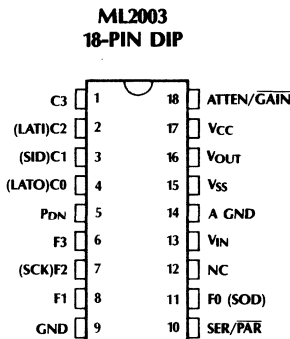 ML2003
18-PIN DIP
C3 1 18 ATTEN/G̅A̅I̅N̅
(LATI)C2 2 17 VCC
(SID)C1 3 16 VOUT
(LATO)C0 4 15 VSS
PDN 5 14 A GND
F3 6 13 VIN
(SCK)F2 7 12 NC
F1 8 11 F0 (SOD)
GND 9 10 SER/P̅A̅R̅